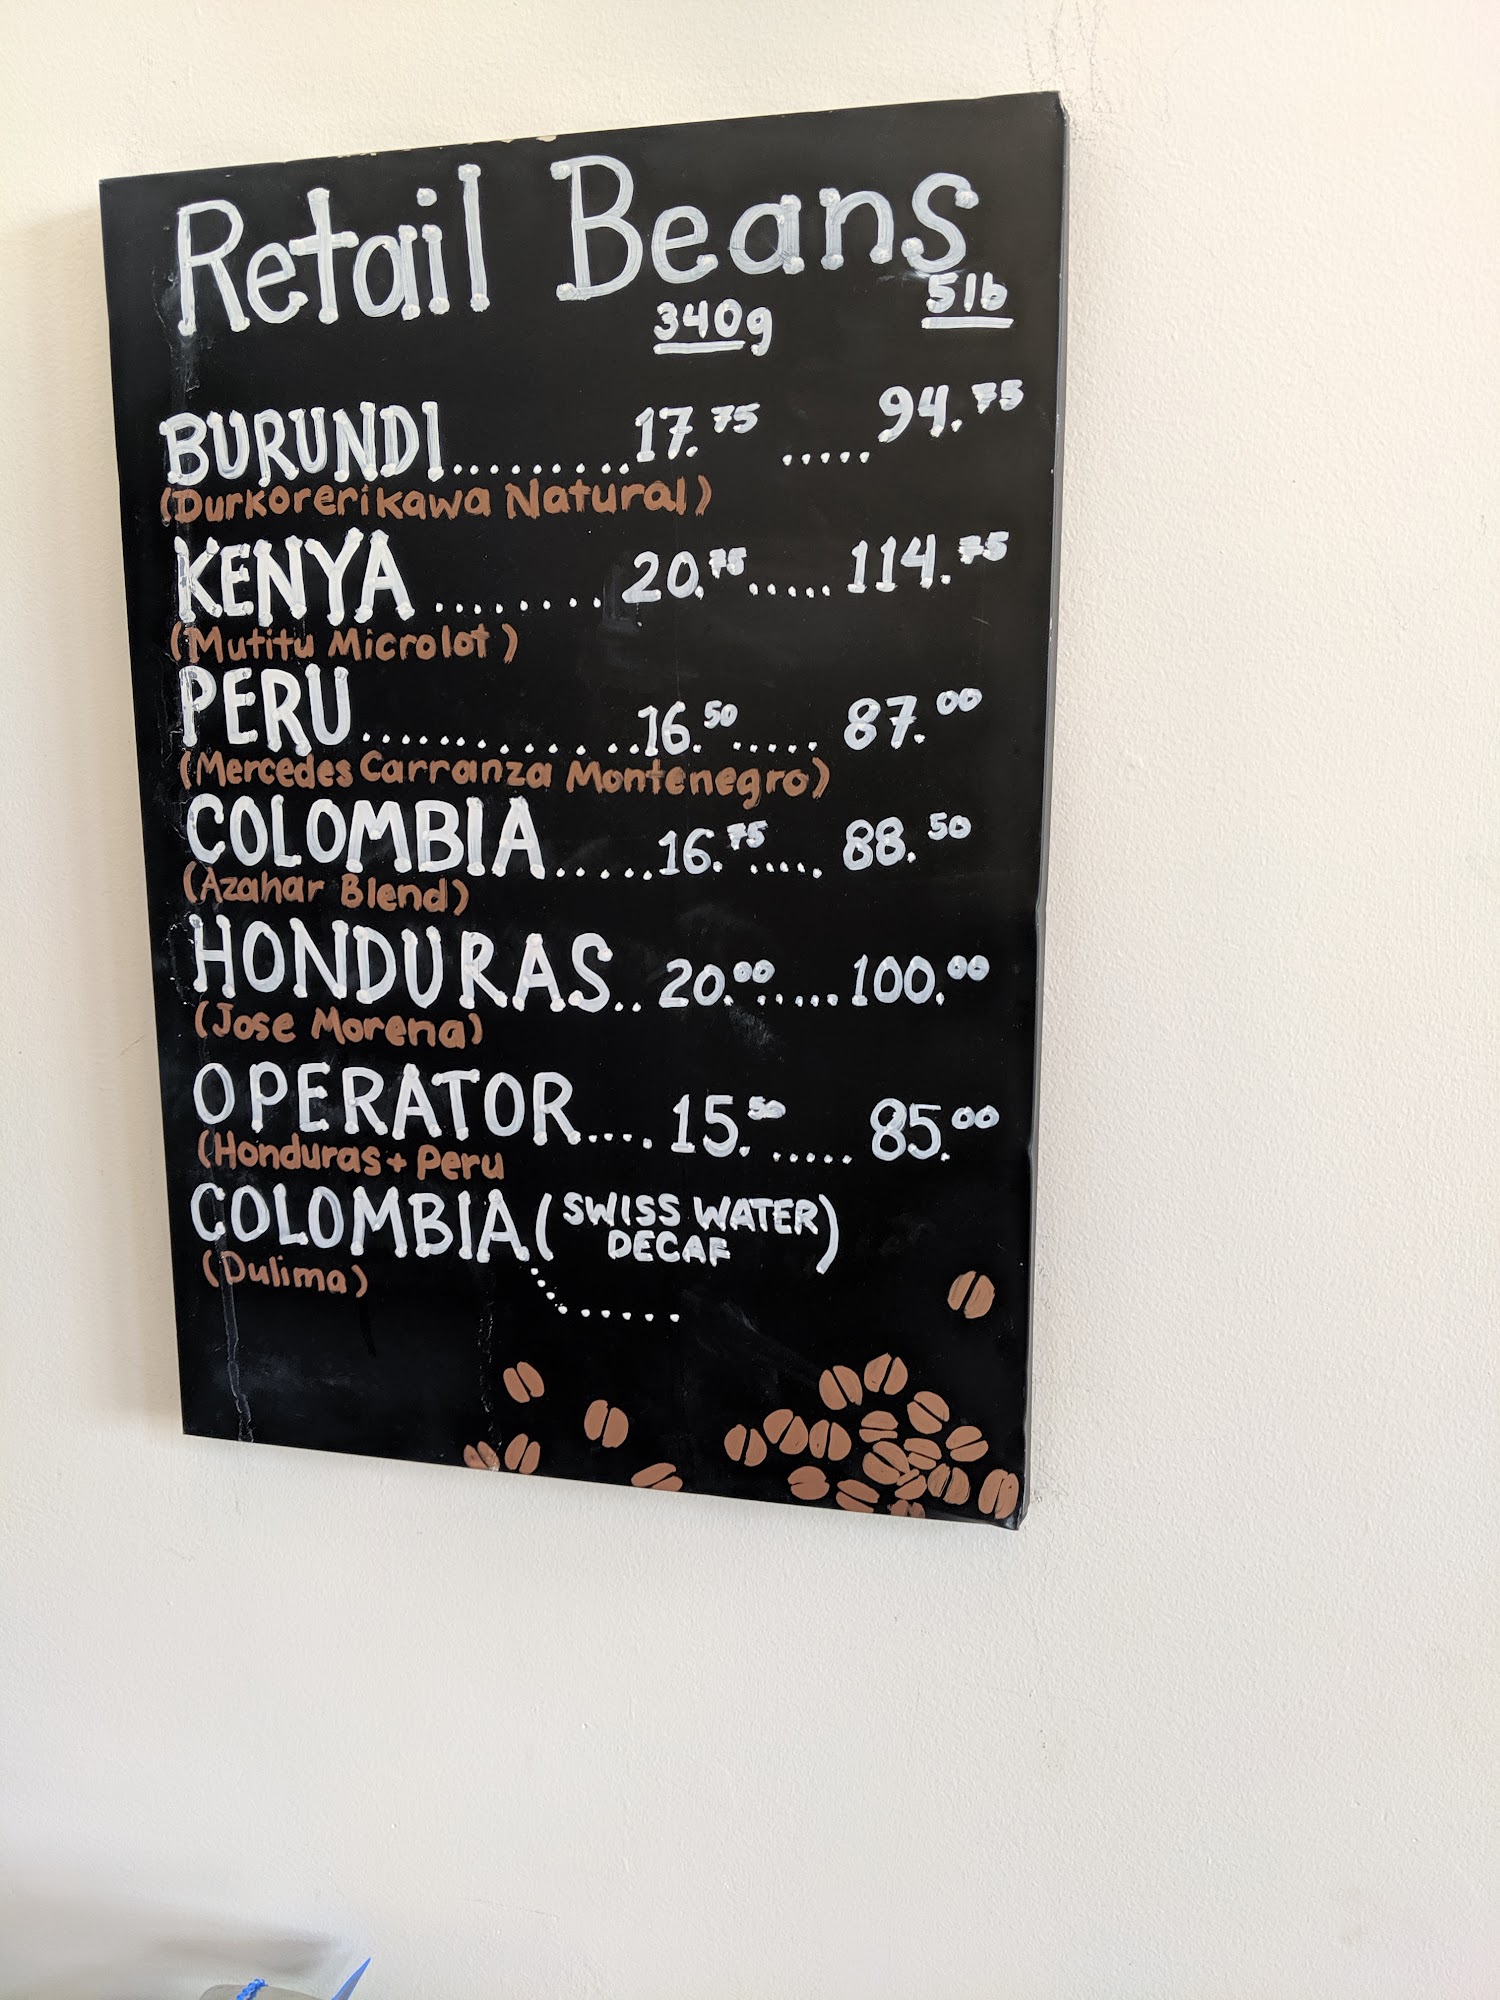 Retail Beans
340g 5lb
BURUNDI.........17.75 .....94.75
(Durkorerikawa Natural)
KENYA ........ 20.75..... 114.75
(Mutitu Microlot)
PERU..............16.50..... 87.00
(Mercedes Carranza Montenegro)
COLOMBIA.....16.75..... 88.50
(Azahar Blend)
HONDURAS.. 20.00..... 100.00
(Jose Morena)
OPERATOR.... 15.50..... 85.00
(Honduras + Peru
COLOMBIA (SWISS WATER
DECAF)
(Dulima) .........